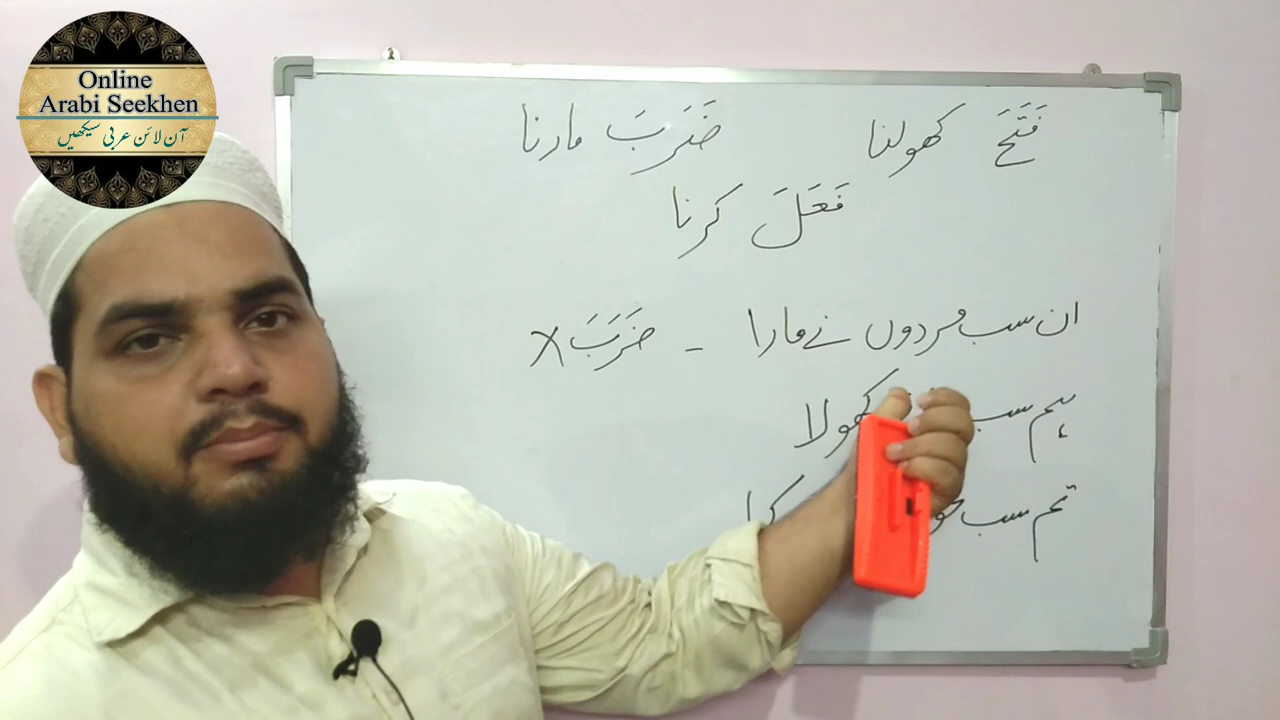 Online
Arabi Seekhen
آن لائن عربی سیکھیں
فَتَحَ کھولنا ضَرَبَ مارنا
فَعَلَ کرنا
ان سب مردوں نے مارا - ضَرَبَ X
ہم سب کھولا
تم سب کیا